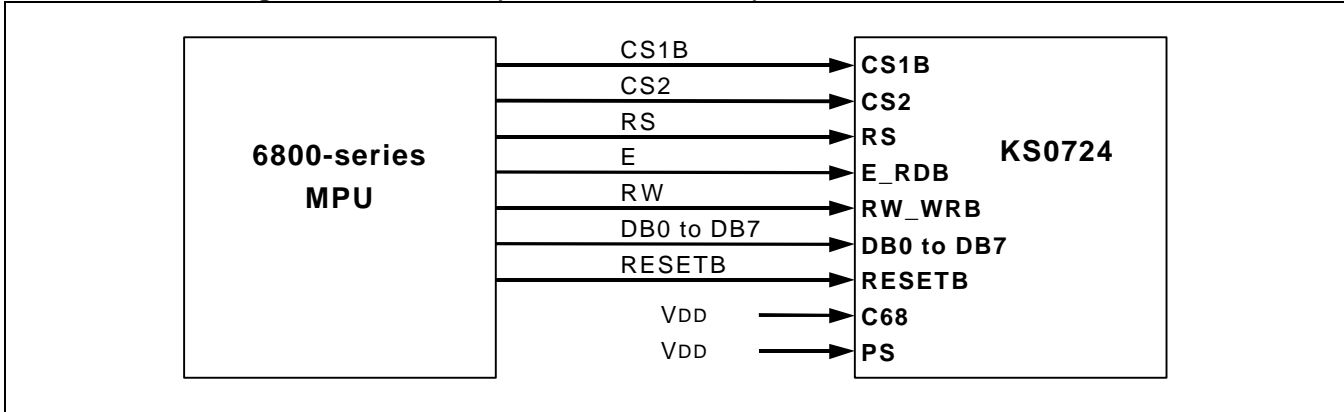 6800-series
MPU
CS1B
CS2
RS
E
RW
DB0 to DB7
RESETB
VDD
VDD
CS1B
CS2
RS
E_RDB
RW_WRB
DB0 to DB7
RESETB
C68
PS
KS0724